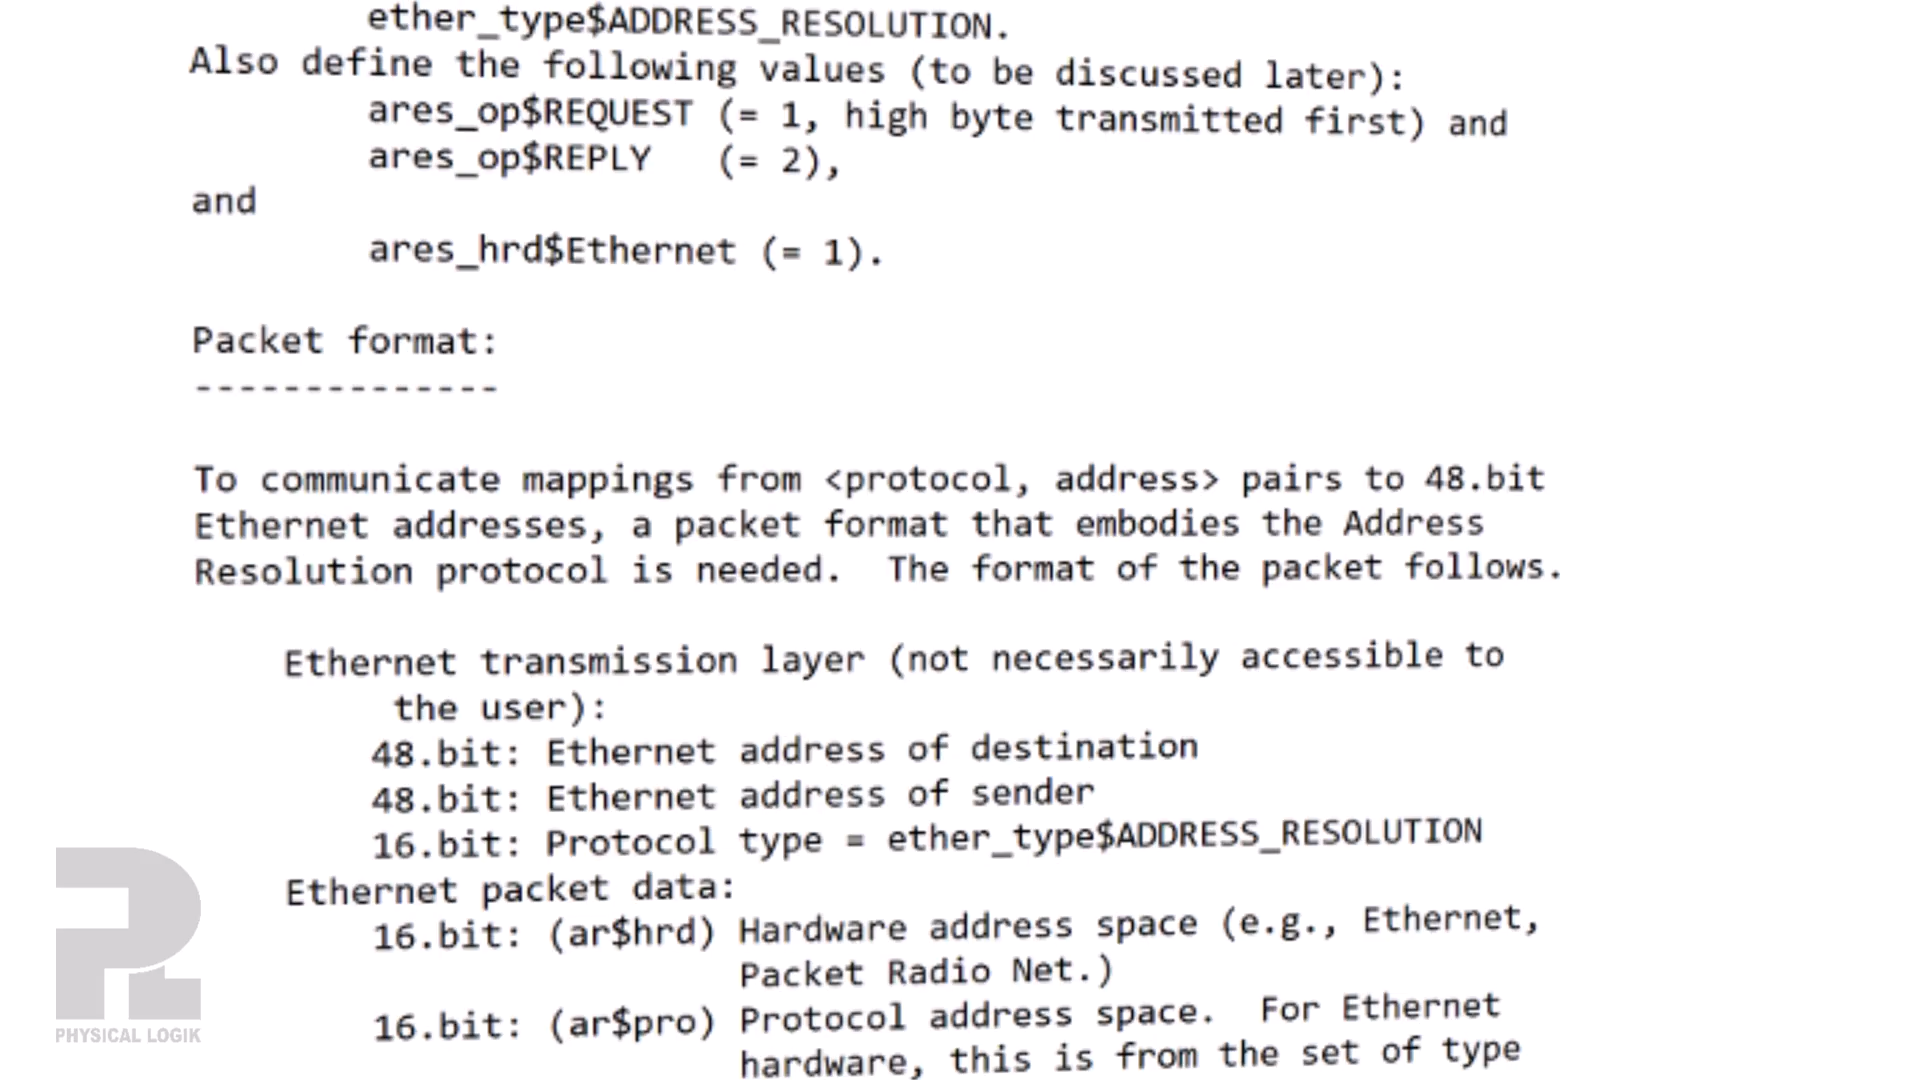 ether_type$ADDRESS_RESOLUTION.
Also define the following values (to be discussed later):
ares_op$REQUEST (= 1, high byte transmitted first) and
ares_op$REPLY   (= 2),
and
ares_hrd$Ethernet (= 1).
Packet format:
--------------
To communicate mappings from <protocol, address> pairs to 48.bit
Ethernet addresses, a packet format that embodies the Address
Resolution protocol is needed.  The format of the packet follows.
Ethernet transmission layer (not necessarily accessible to
the user):
48.bit: Ethernet address of destination
48.bit: Ethernet address of sender
16.bit: Protocol type = ether_type$ADDRESS_RESOLUTION
Ethernet packet data:
16.bit: (ar$hrd) Hardware address space (e.g., Ethernet,
Packet Radio Net.)
16.bit: (ar$pro) Protocol address space.  For Ethernet
hardware, this is from the set of type
PL
PHYSICAL LOGIK